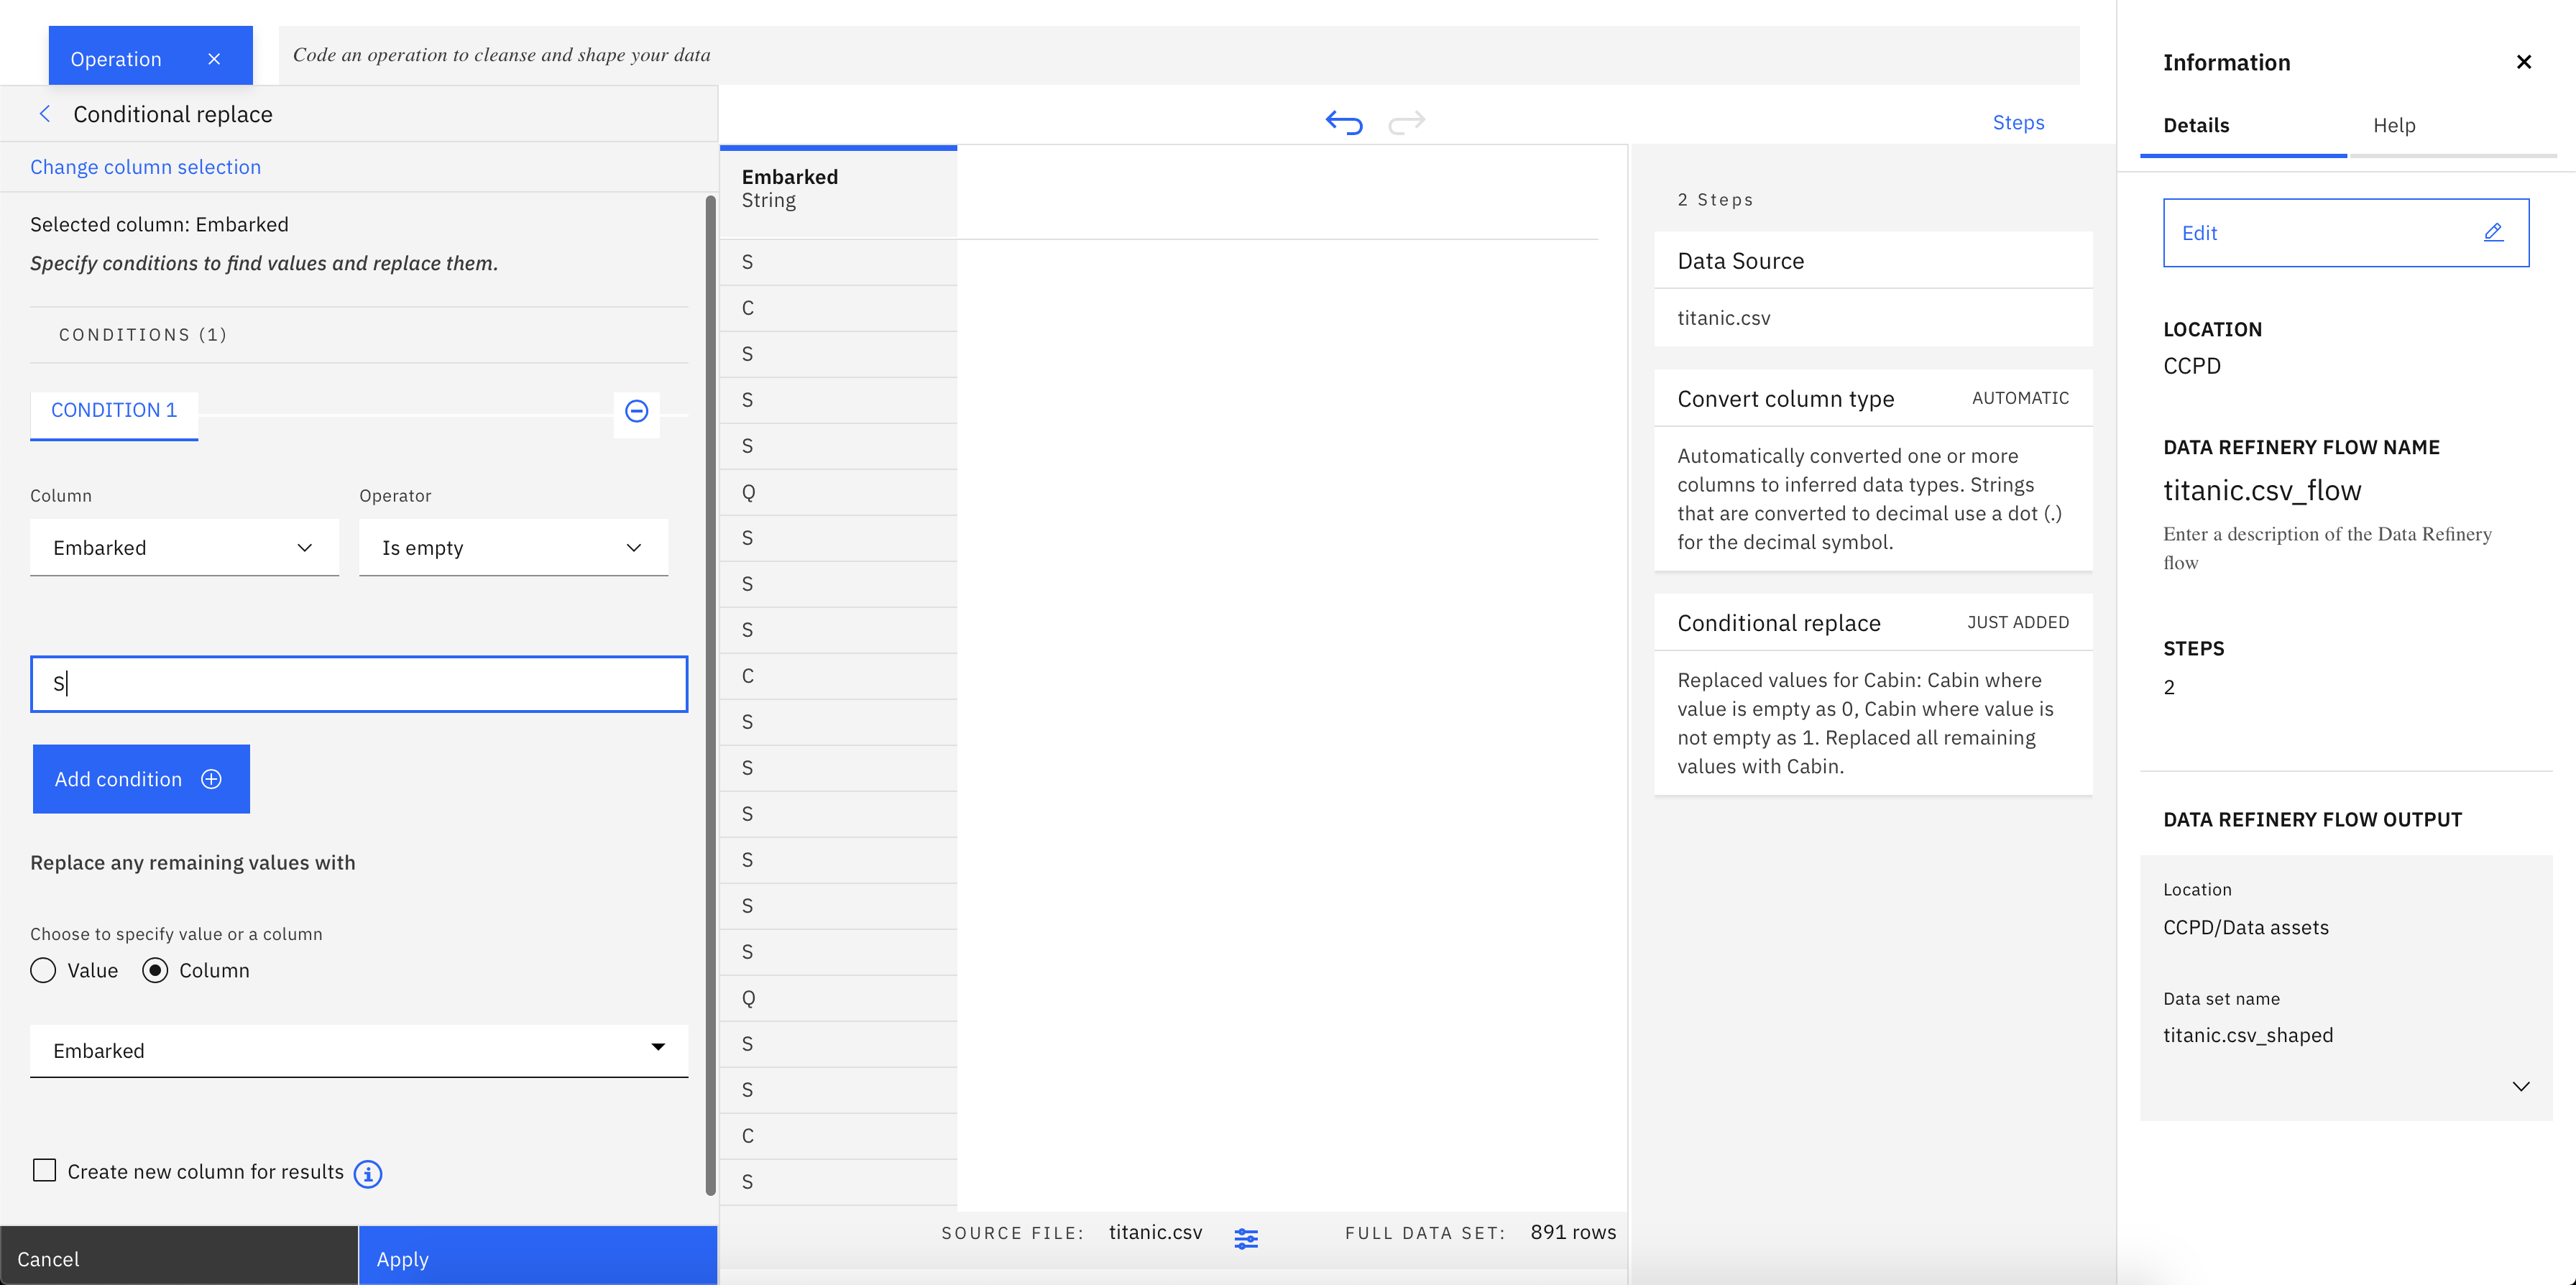 Operation
Code an operation to cleanse and shape your data
Conditional replace
Change column selection
Selected column: Embarked
Specify conditions to find values and replace them.
CONDITIONS (1)
CONDITION 1
Column
Operator
Embarked
Is empty
S
Add condition
Replace any remaining values with
Choose to specify value or a column
Value
Column
Embarked
Create new column for results
Cancel
Apply
Steps
Embarked
String
S
C
S
S
S
Q
S
S
S
C
S
S
S
S
S
S
Q
S
S
C
S
SOURCE FILE: titanic.csv
FULL DATA SET: 891 rows
2 Steps
Data Source
titanic.csv
Convert column type AUTOMATIC
Automatically converted one or more
columns to inferred data types. Strings
that are converted to decimal use a dot (.)
for the decimal symbol.
Conditional replace JUST ADDED
Replaced values for Cabin: Cabin where
value is empty as 0, Cabin where value is
not empty as 1. Replaced all remaining
values with Cabin.
Information
Details
Help
Edit
LOCATION
CCPD
DATA REFINERY FLOW NAME
titanic.csv_flow
Enter a description of the Data Refinery
flow
STEPS
2
DATA REFINERY FLOW OUTPUT
Location
CCPD/Data assets
Data set name
titanic.csv_shaped